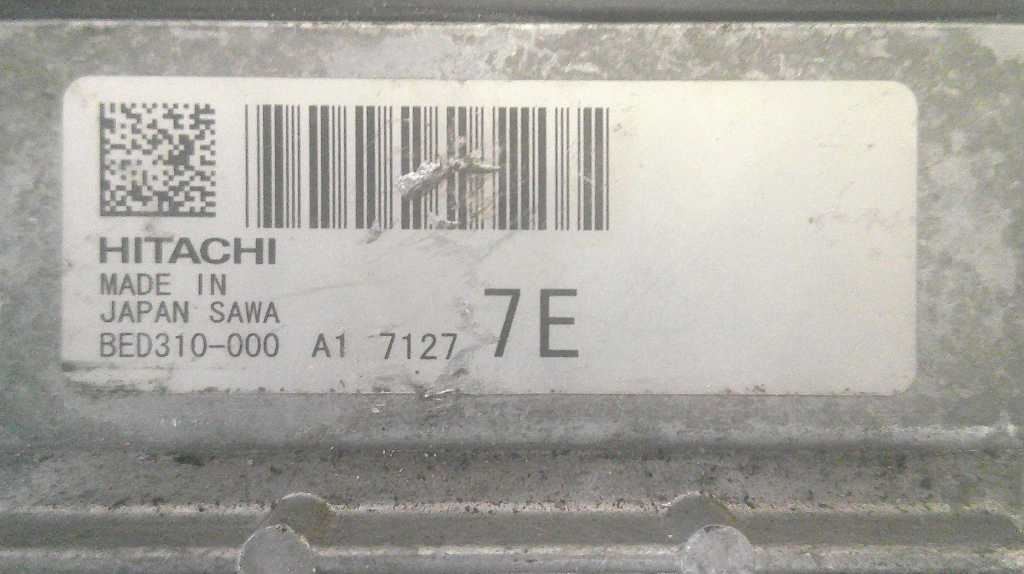 HITACHI
MADE IN
JAPAN SAWA
BED310-000 A1 7127 7E